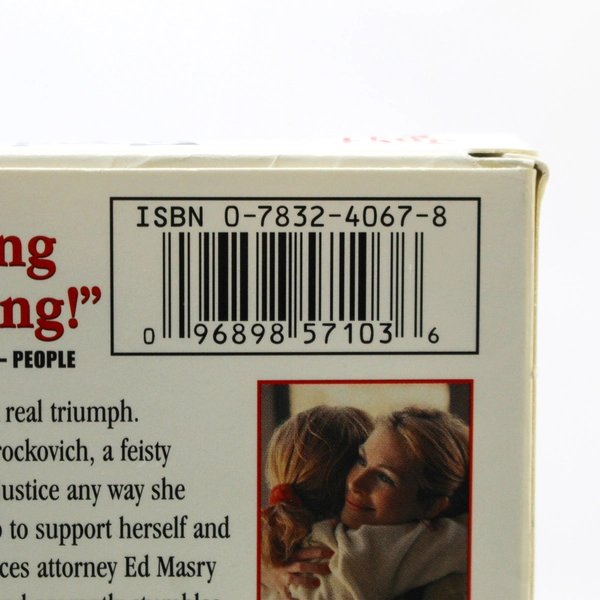 ISBN 0-7832-4067-8
0 96898 57103 6
ng
ng!”
– PEOPLE
real triumph.
rockovich, a feisty
justice any way she
to support herself and
ces attorney Ed Masry